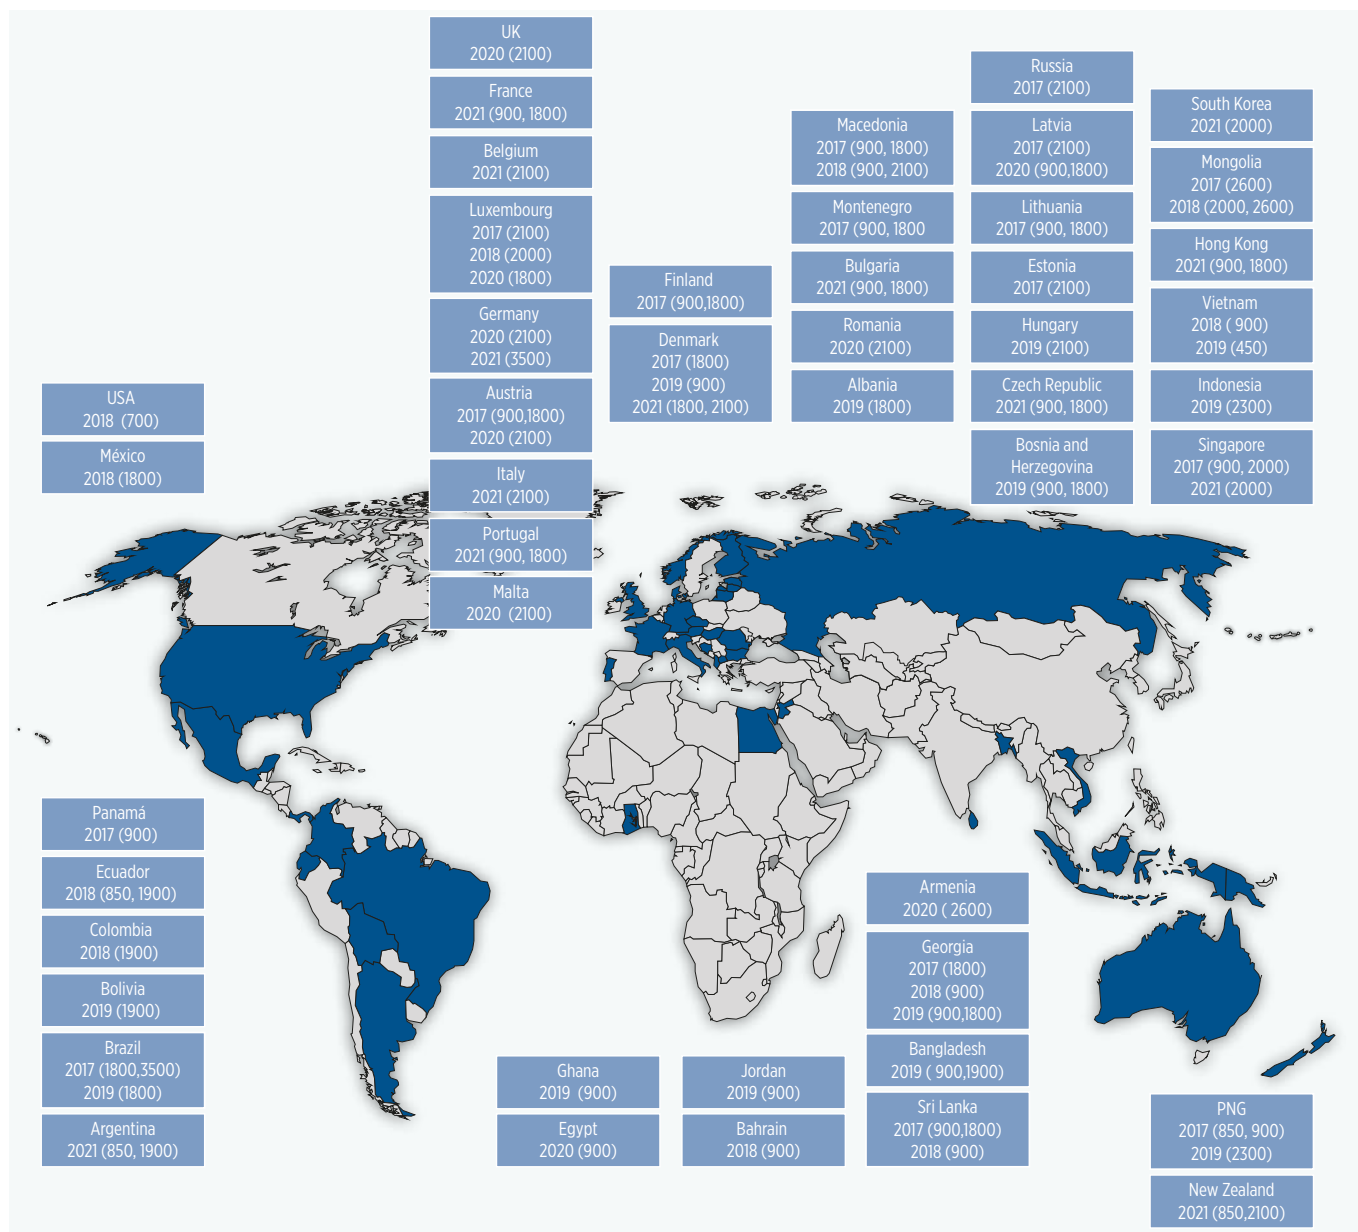 UK
2020 (2100)
France
2021 (900, 1800)
Belgium
2021 (2100)
Luxembourg
2017 (2100)
2018 (2000)
2020 (1800)
Germany
2020 (2100)
2021 (3500)
Austria
2017 (900,1800)
2020 (2100)
Italy
2021 (2100)
Portugal
2021 (900, 1800)
Malta
2020  (2100)
Finland
2017 (900,1800)
Denmark
2017 (1800)
2019 (900)
2021 (1800, 2100)
Macedonia
2017 (900, 1800)
2018 (900, 2100)
Montenegro
2017 (900, 1800
Bulgaria
2021 (900, 1800)
Romania
2020 (2100)
Albania
2019 (1800)
Russia
2017 (2100)
Latvia
2017 (2100)
2020 (900,1800)
Lithuania
2017 (900, 1800)
Estonia
2017 (2100)
Hungary
2019 (2100)
Czech Republic
2021 (900, 1800)
Bosnia and
Herzegovina
2019 (900, 1800)
South Korea
2021 (2000)
Mongolia
2017 (2600)
2018 (2000, 2600)
Hong Kong
2021 (900, 1800)
Vietnam
2018 ( 900)
2019 (450)
Indonesia
2019 (2300)
Singapore
2017 (900, 2000)
2021 (2000)
USA
2018  (700)
México
2018 (1800)
Panamá
2017 (900)
Ecuador
2018 (850, 1900)
Colombia
2018 (1900)
Bolivia
2019 (1900)
Brazil
2017 (1800,3500)
2019 (1800)
Argentina
2021 (850, 1900)
Ghana
2019  (900)
Egypt
2020 (900)
Jordan
2019 (900)
Bahrain
2018 (900)
Armenia
2020 ( 2600)
Georgia
2017 (1800)
2018 (900)
2019 (900,1800)
Bangladesh
2019 ( 900,1900)
Sri Lanka
2017 (900,1800)
2018 (900)
PNG
2017 (850, 900)
2019 (2300)
New Zealand
2021 (850,2100)